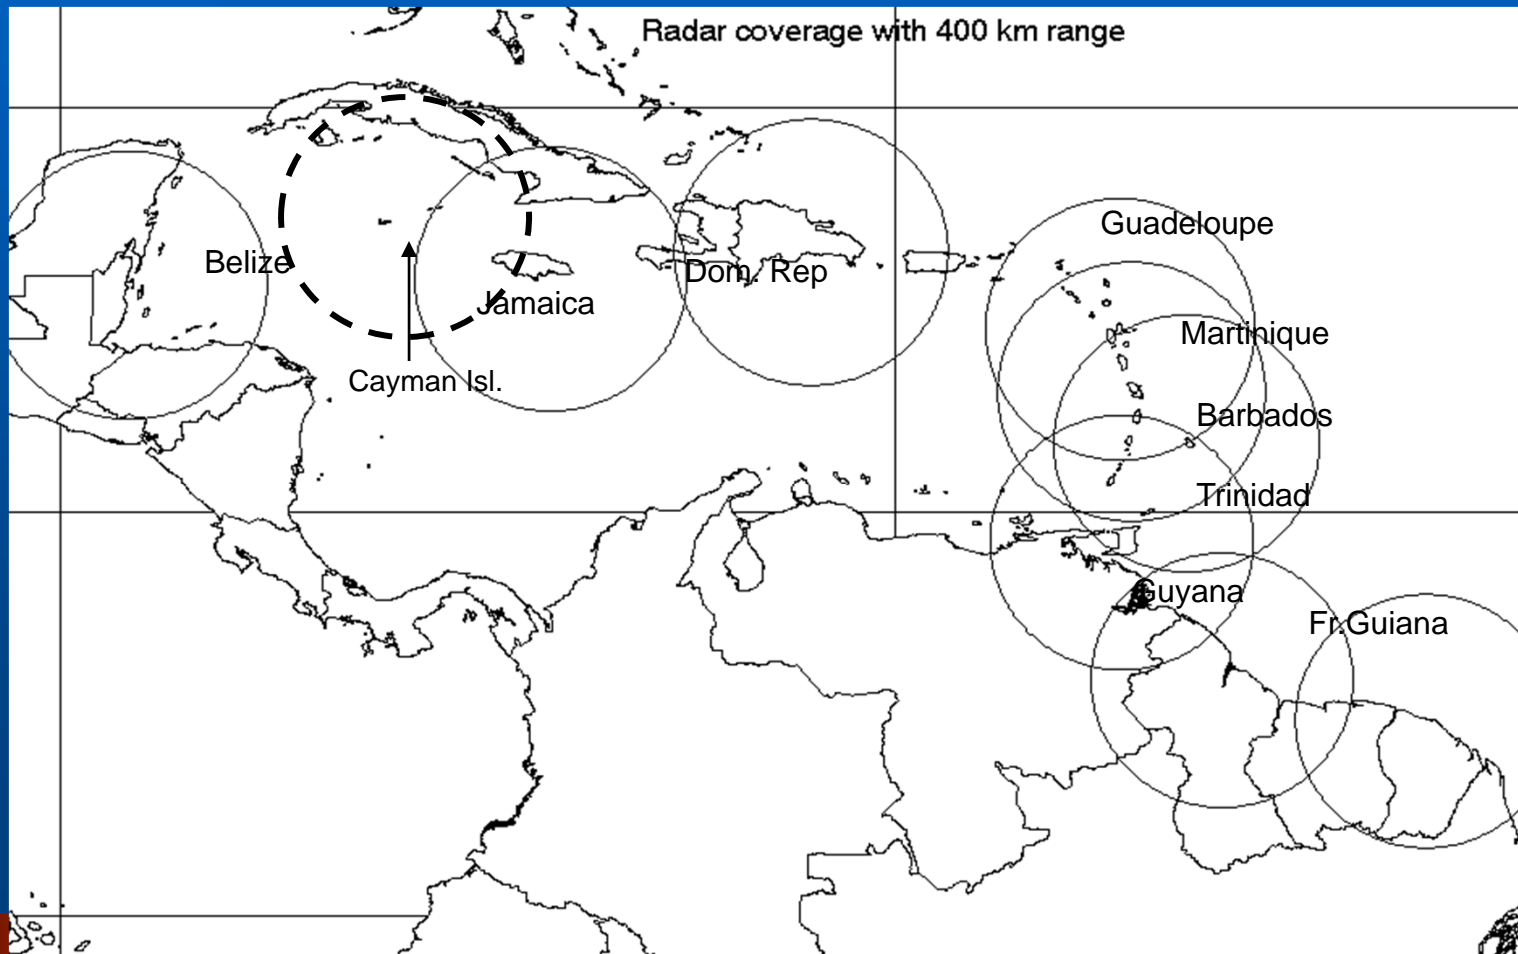 Radar coverage with 400 km range
Guadeloupe
Belize
Dom. Rep
Jamaica
Martinique
Cayman Isl.
Barbados
Trinidad
Guyana
Fr.Guiana